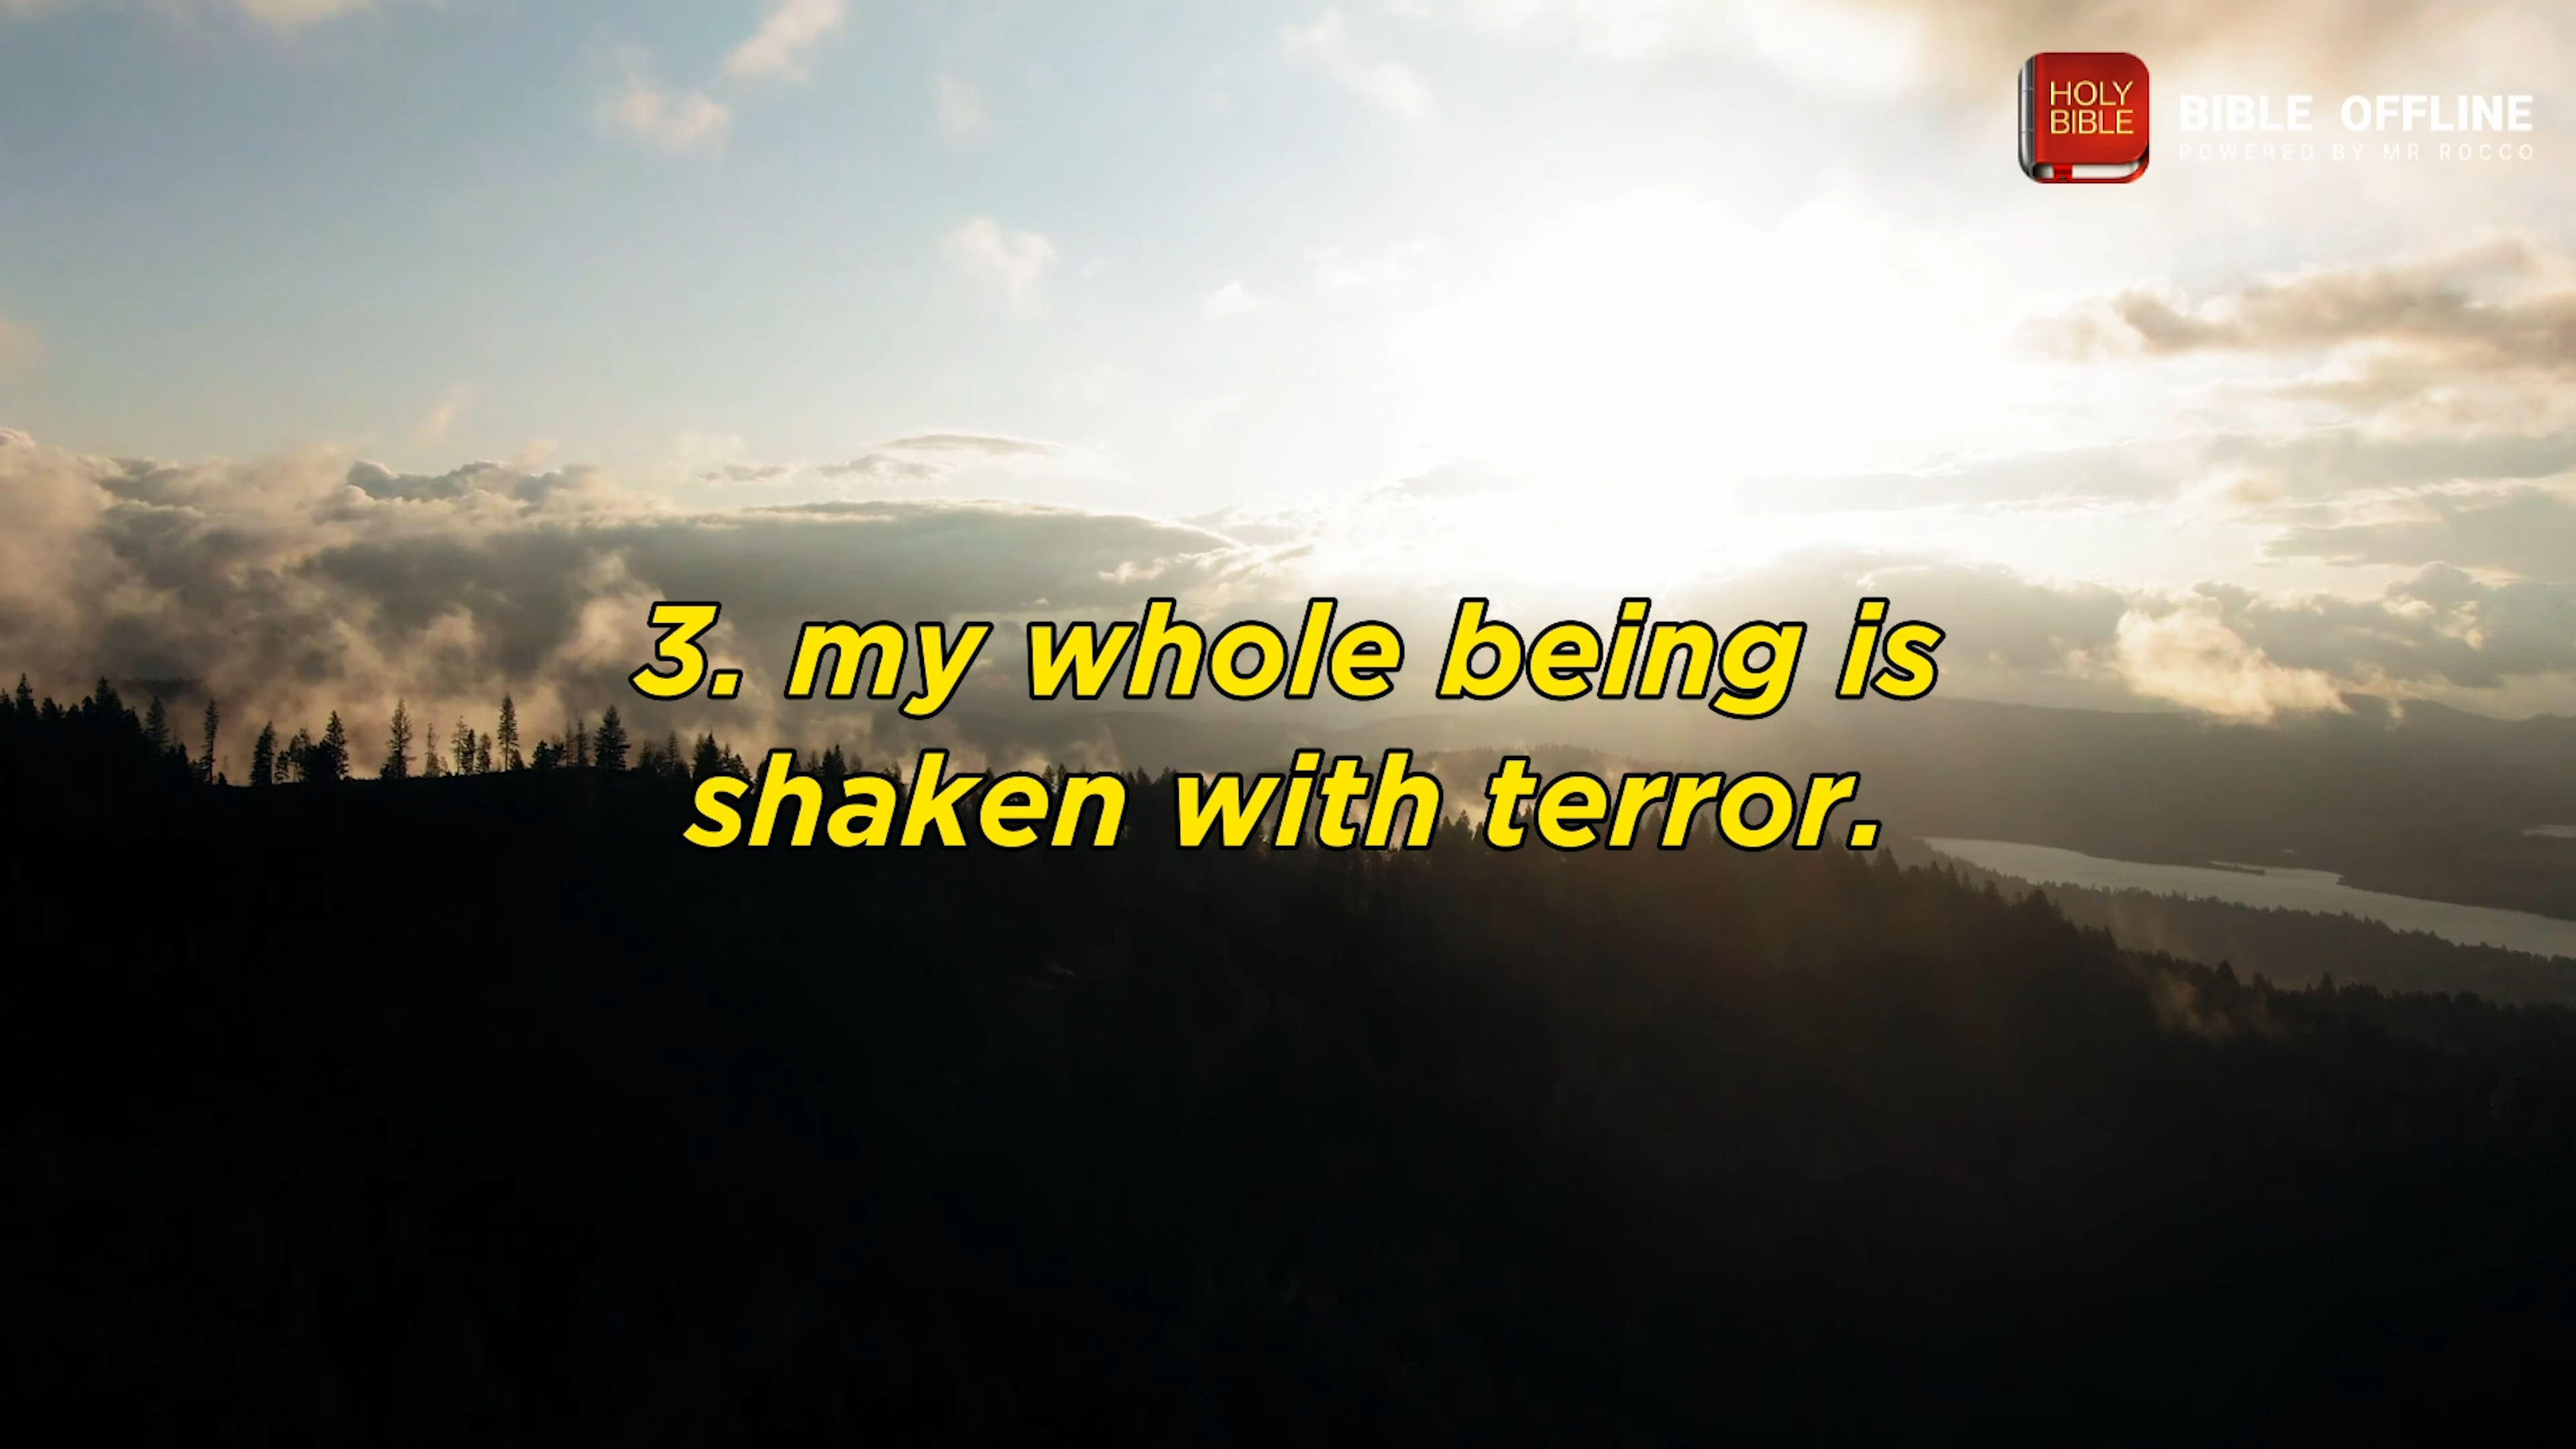 HOLY
BIBLE
BIBLE OFFLINE
POWERED BY MR ROCCO
3. my whole being is
shaken with terror.